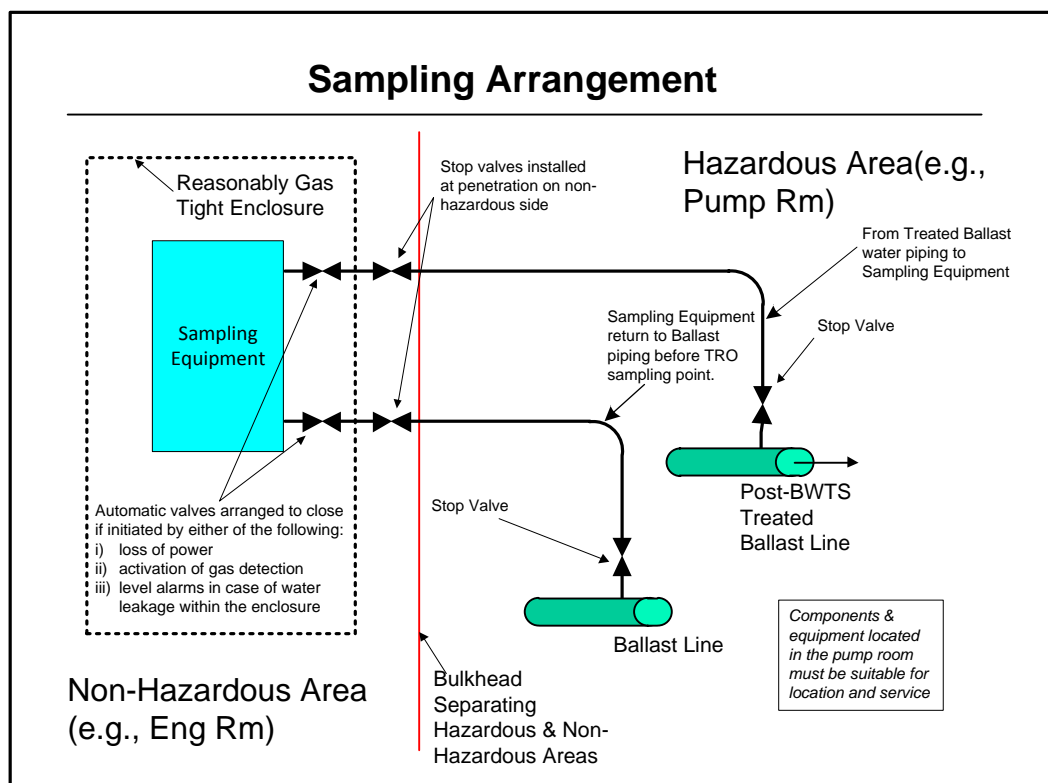 Sampling Arrangement
Reasonably Gas
Tight Enclosure
Stop valves installed
at penetration on non-
hazardous side
Hazardous Area(e.g.,
Pump Rm)
From Treated Ballast
water piping to
Sampling Equipment
Sampling
Equipment
Sampling Equipment
return to Ballast
piping before TRO
sampling point.
Stop Valve
Automatic valves arranged to close
if initiated by either of the following:
i) loss of power
ii) activation of gas detection
iii) level alarms in case of water
leakage within the enclosure
Stop Valve
Post-BWTS
Treated
Ballast Line
Ballast Line
Components &
equipment located
in the pump room
must be suitable for
location and service
Non-Hazardous Area
(e.g., Eng Rm)
Bulkhead
Separating
Hazardous & Non-
Hazardous Areas